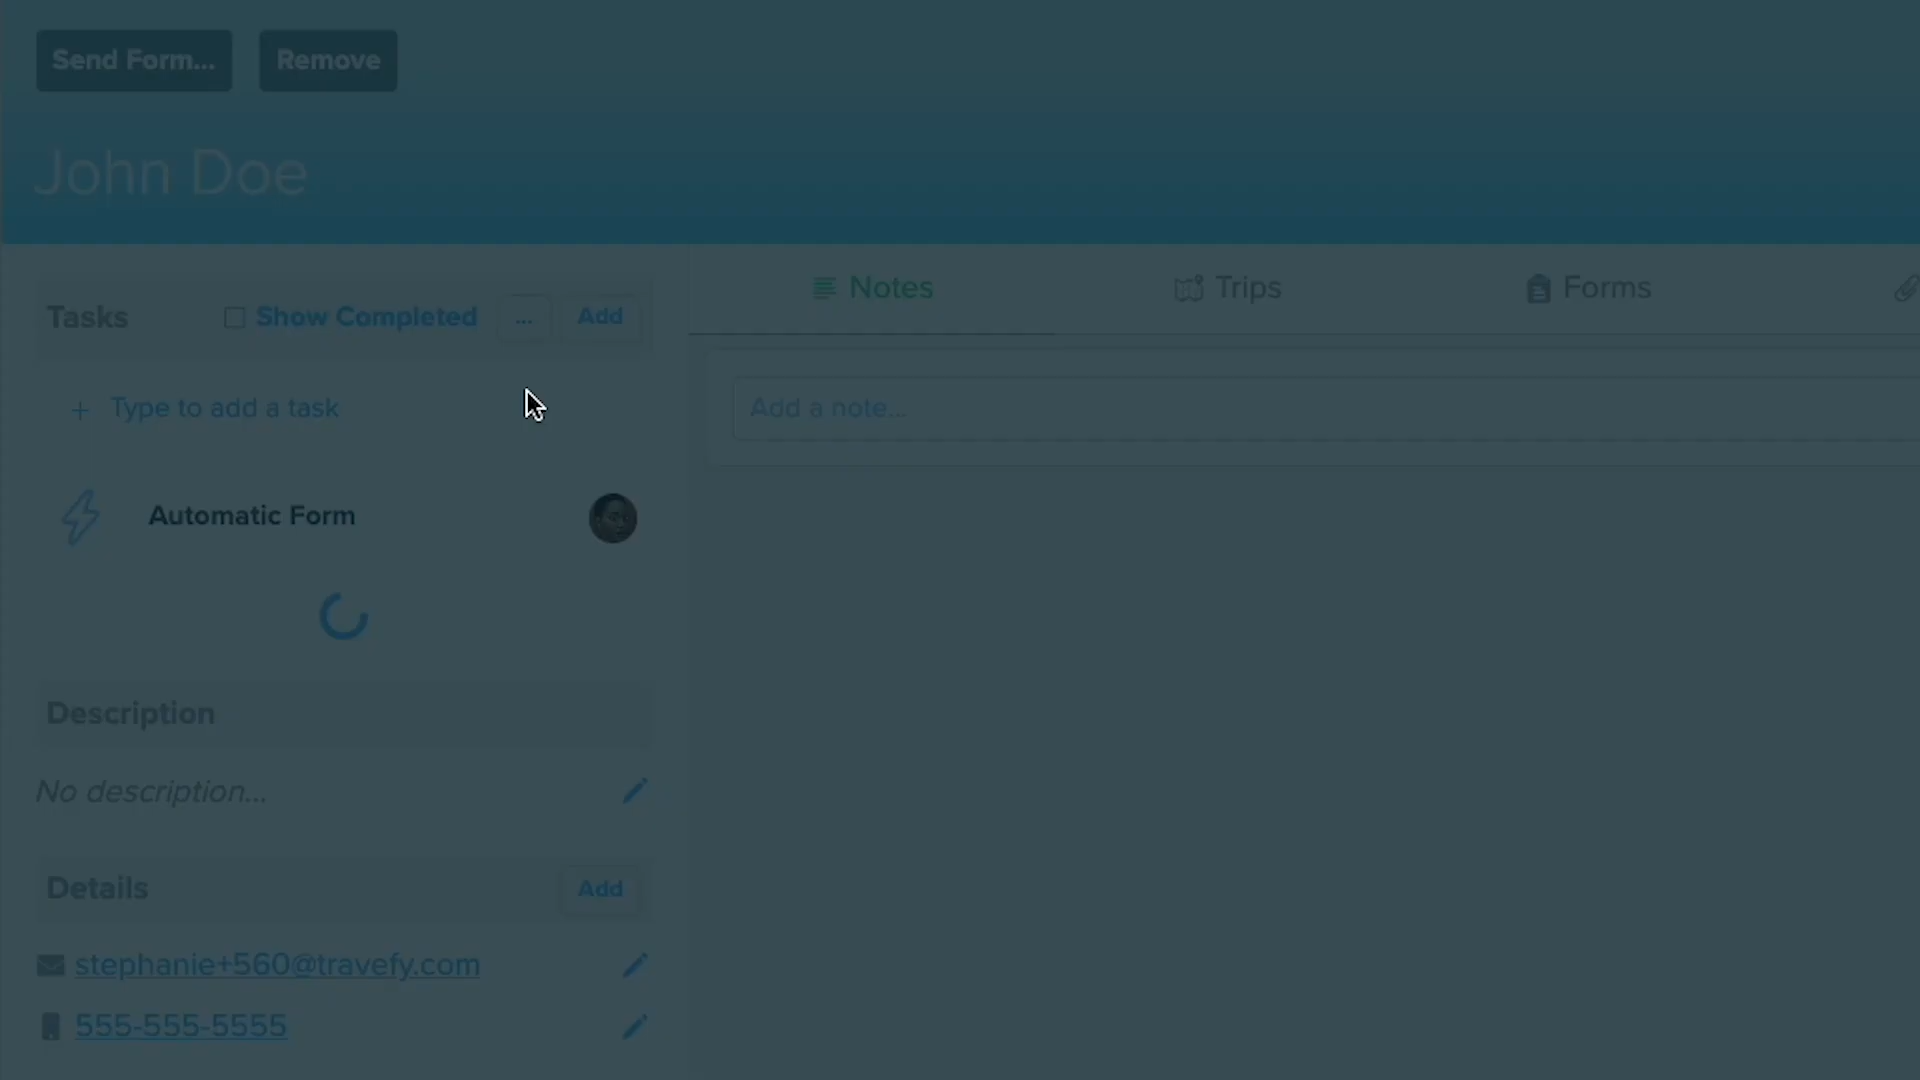 Send Form...
Remove
John Doe
Tasks
Show Completed
...
Add
Notes
Trips
Forms
+ Type to add a task
Add a note...
Automatic Form
Description
No description...
Details
Add
stephanie+560@travefy.com
555-555-5555